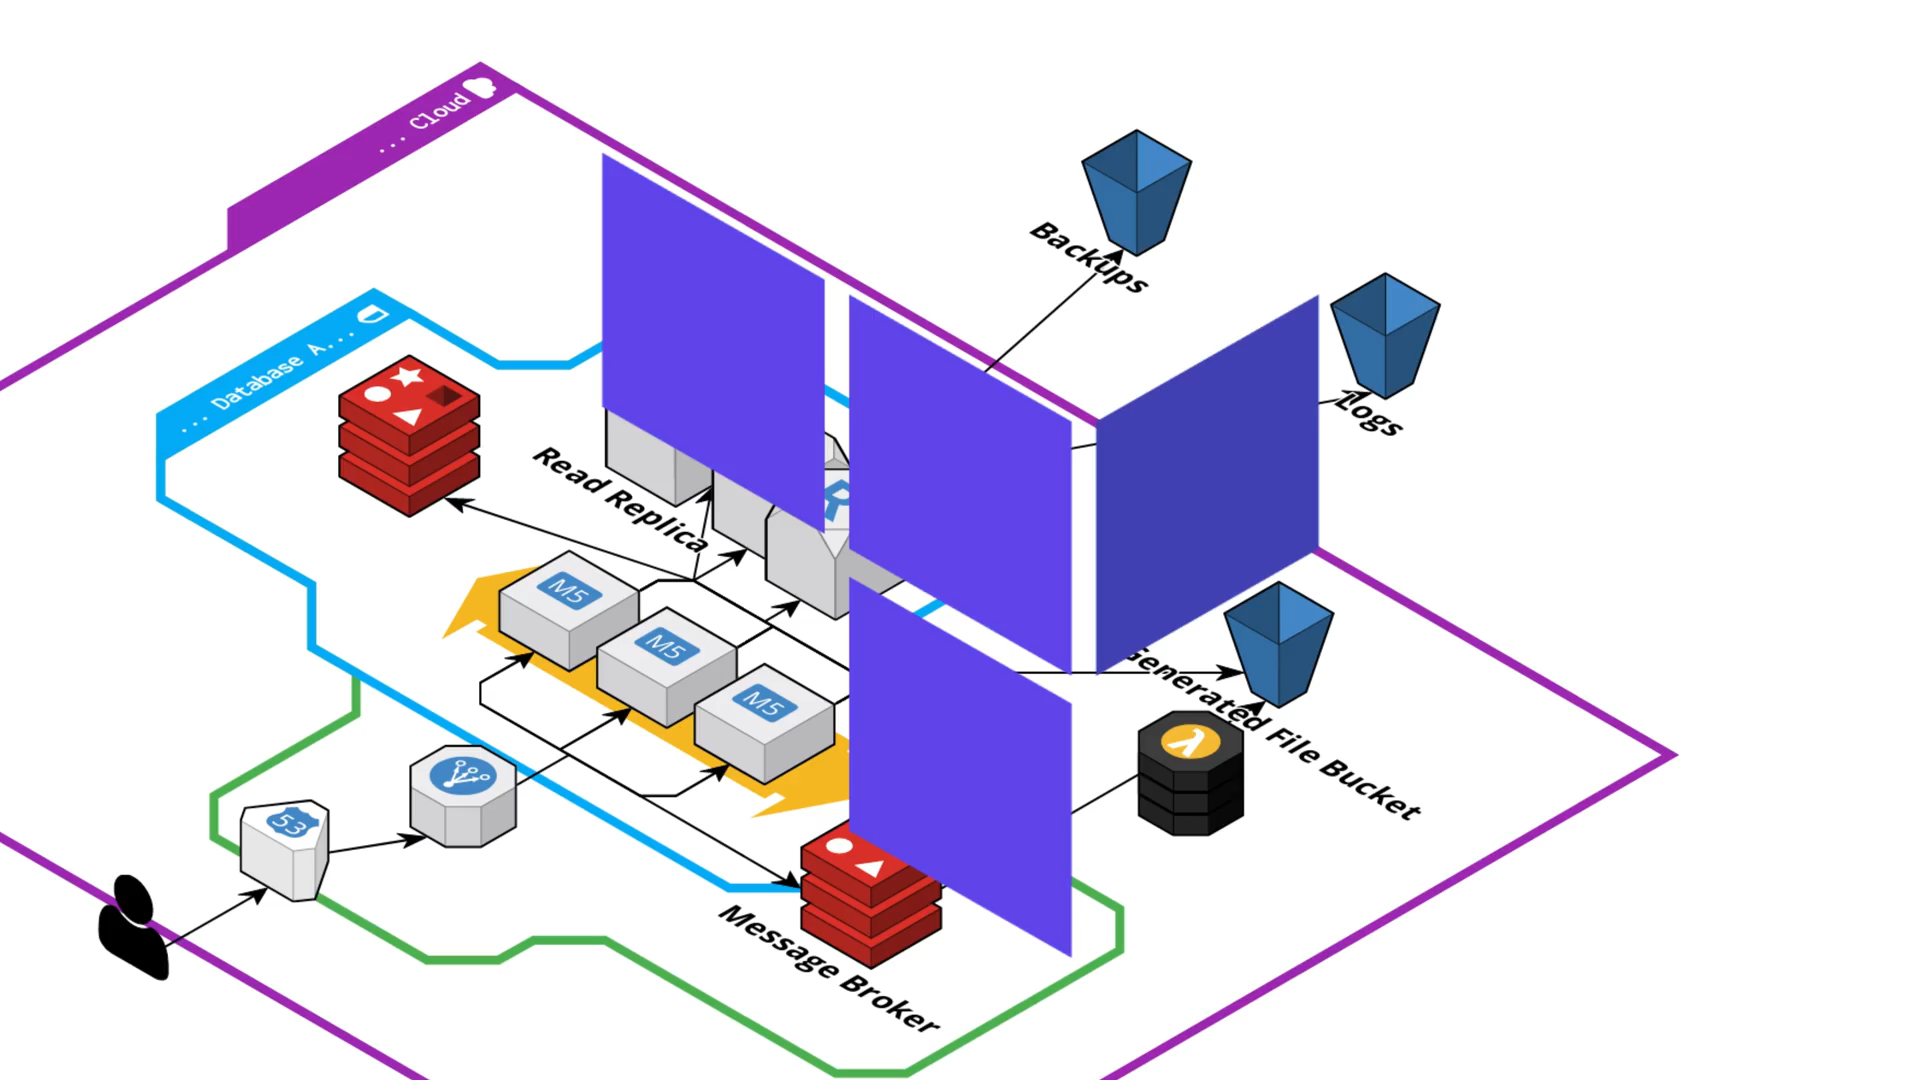 ... Cloud
Backups
Logs
... Database A...
Read Replica
M5
M5
M5
Generated File Bucket
λ
53
Message Broker